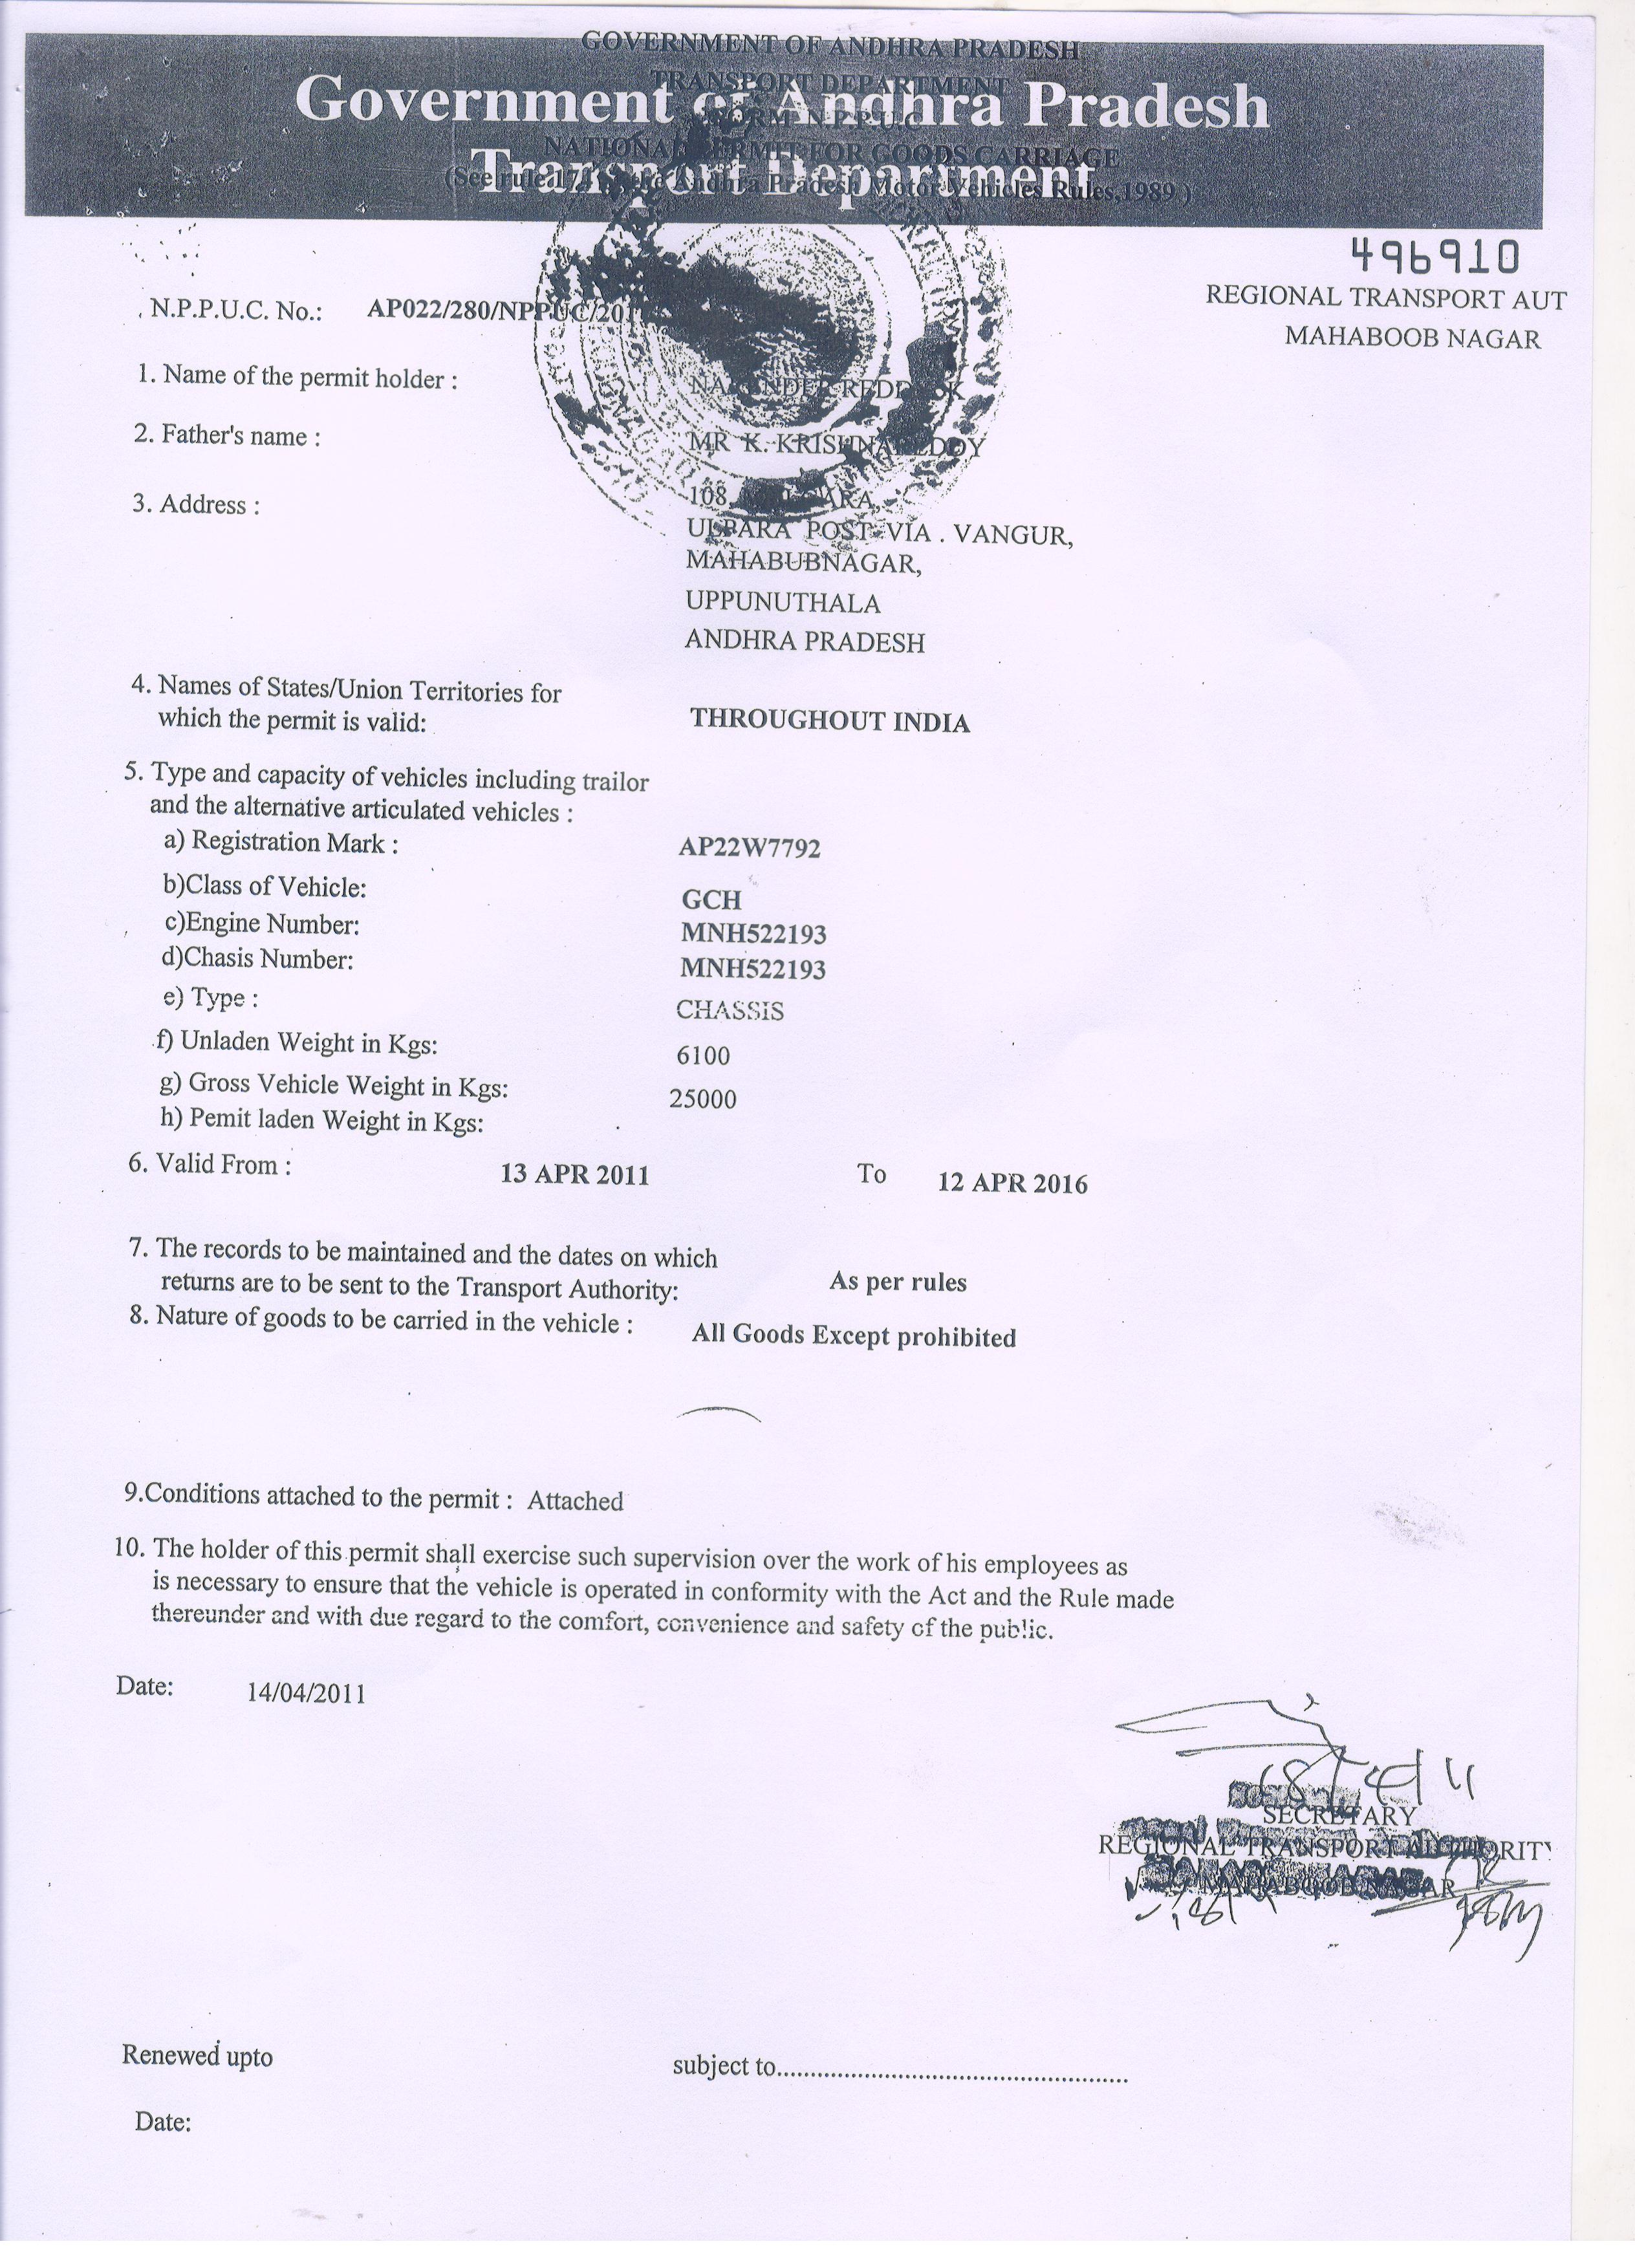 GOVERNMENT OF ANDHRA PRADESH
TRANSPORT DEPARTMENT
Government of Andhra Pradesh
FORM N.P.P.U.C
NATIONAL PERMIT FOR GOODS CARRIAGE
Transport Department
(See rule Andhra Pradesh Motor Vehicles Rules,1989 )
496910
REGIONAL TRANSPORT AUT
MAHABOOB NAGAR
N.P.P.U.C. No.: AP022/280/NPPUC/201
1. Name of the permit holder : REDDY K
2. Father's name : MR K. KRISHNA REDDY
3. Address : 108,
ULPARA POST VIA . VANGUR,
MAHABUBNAGAR,
UPPUNUTHALA
ANDHRA PRADESH
4. Names of States/Union Territories for
which the permit is valid: THROUGHOUT INDIA
5. Type and capacity of vehicles including trailor
and the alternative articulated vehicles :
a) Registration Mark : AP22W7792
b)Class of Vehicle: GCH
c)Engine Number: MNH522193
d)Chasis Number: MNH522193
e) Type : CHASSIS
f) Unladen Weight in Kgs: 6100
g) Gross Vehicle Weight in Kgs: 25000
h) Pemit laden Weight in Kgs:
6. Valid From : 13 APR 2011 To 12 APR 2016
7. The records to be maintained and the dates on which
returns are to be sent to the Transport Authority: As per rules
8. Nature of goods to be carried in the vehicle : All Goods Except prohibited
9.Conditions attached to the permit : Attached
10. The holder of this permit shall exercise such supervision over the work of his employees as
is necessary to ensure that the vehicle is operated in conformity with the Act and the Rule made
thereunder and with due regard to the comfort, convenience and safety of the public.
Date: 14/04/2011
SECRETARY
REGIONAL TRANSPORT AUTHORITY
MAHABOOB NAGAR
Renewed upto subject to.....................................................
Date: